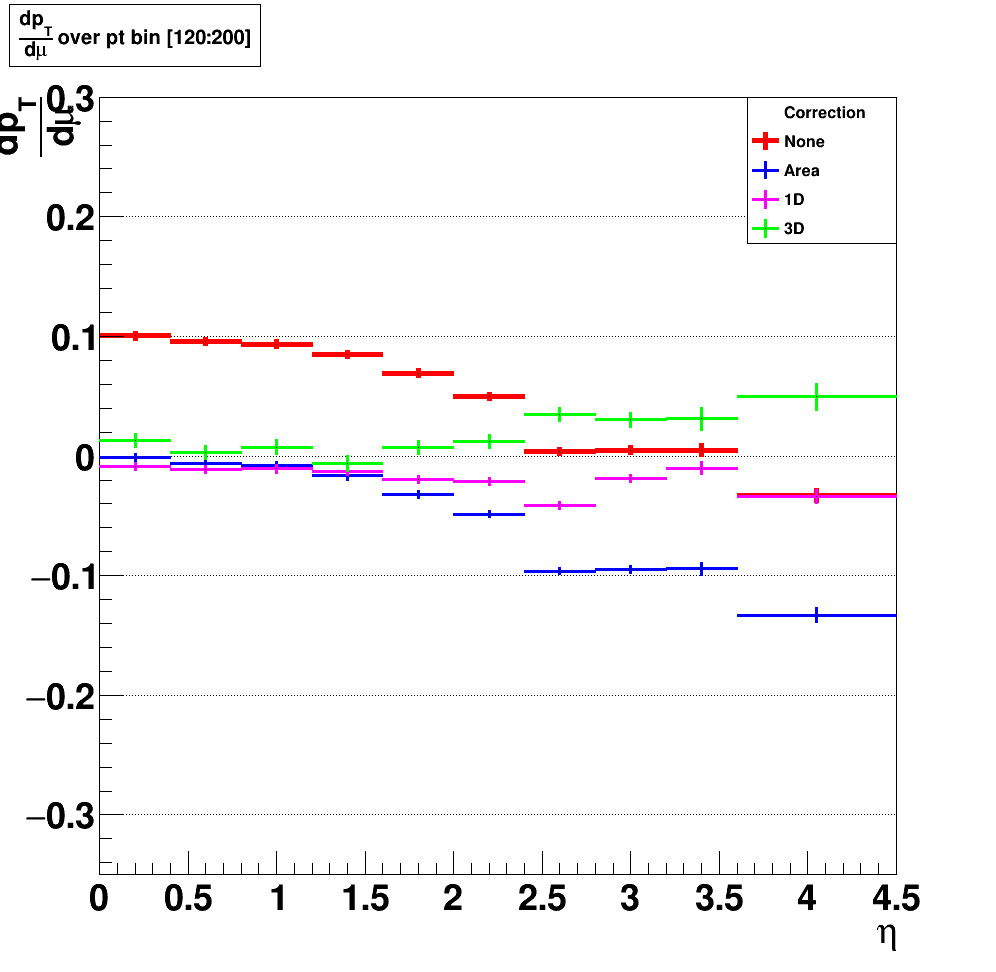 dp_T
dμ
over pt bin [120:200]
dp_T
dμ
0.3
0.2
0.1
0
−0.1
−0.2
−0.3
Correction
None
Area
1D
3D
0 0.5 1 1.5 2 2.5 3 3.5 4 4.5
η